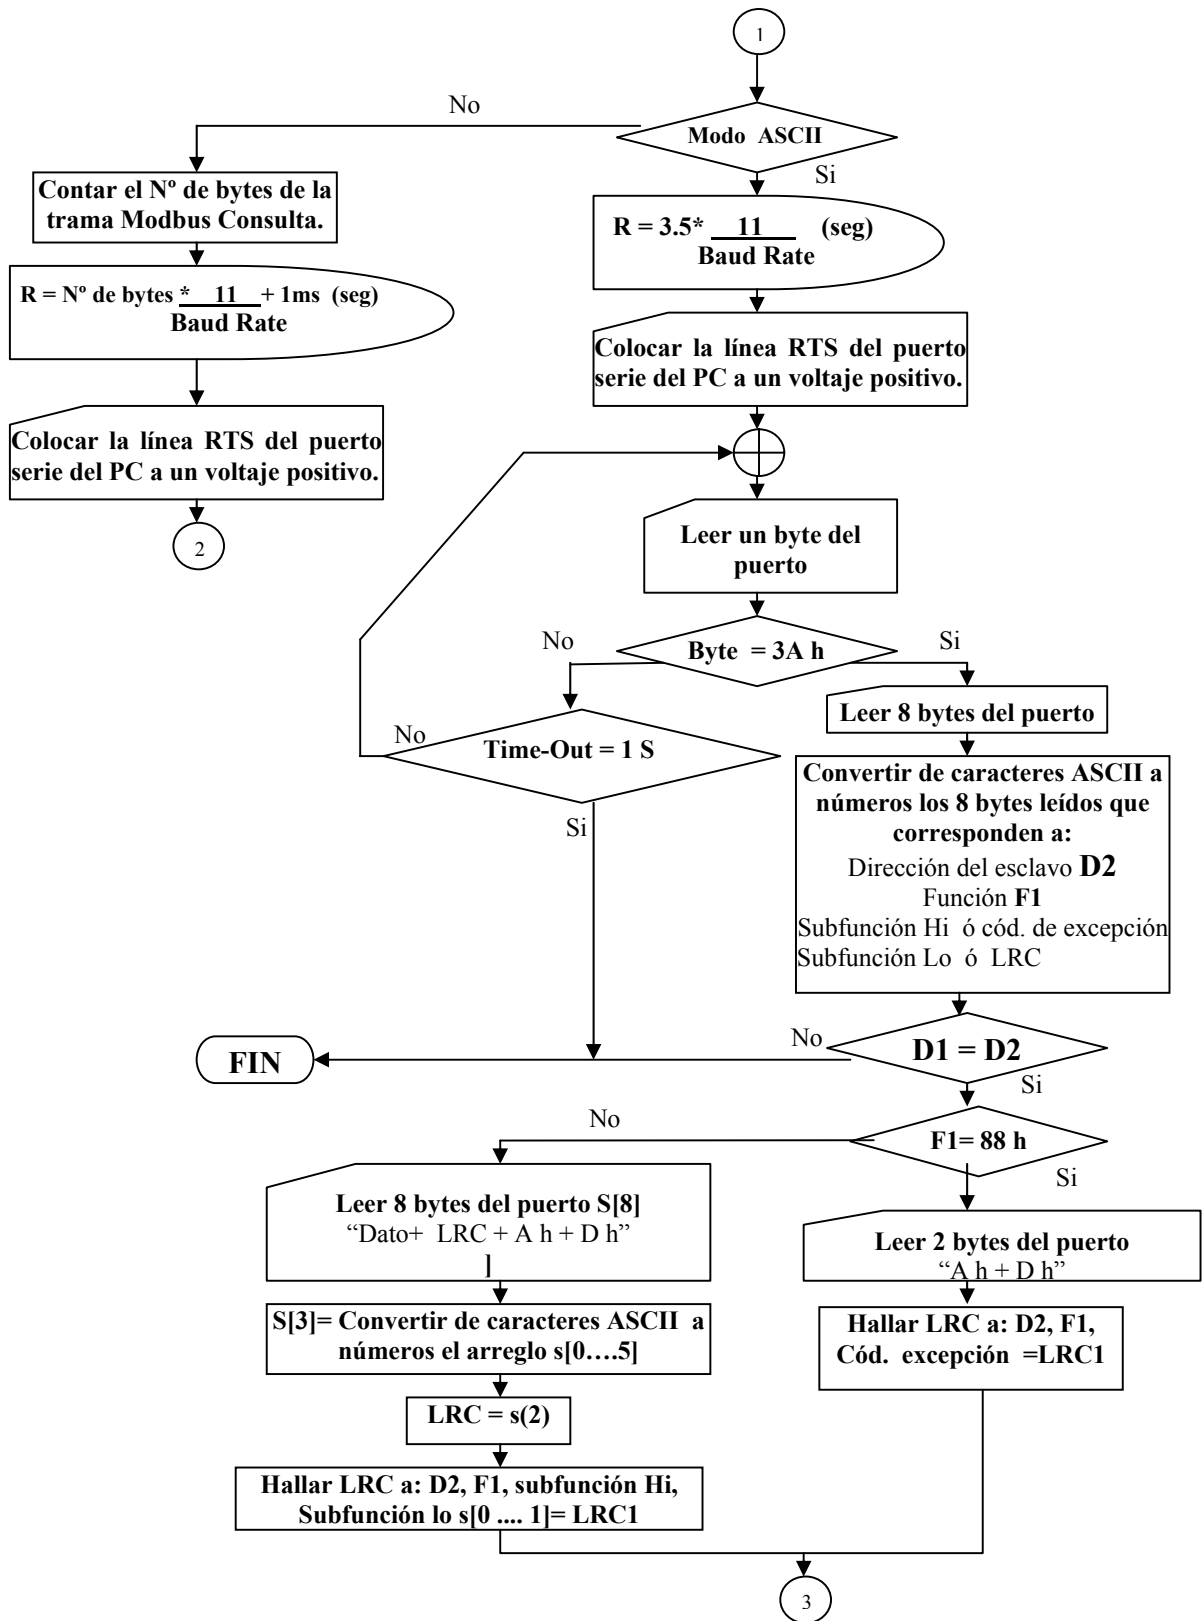 1
No
Modo ASCII
Si
Contar el Nº de bytes de la
trama Modbus Consulta.
R = 3.5* 11 (seg)
Baud Rate
R = Nº de bytes * 11 + 1ms (seg)
Baud Rate
Colocar la línea RTS del puerto
serie del PC a un voltaje positivo.
Colocar la línea RTS del puerto
serie del PC a un voltaje positivo.
2
Leer un byte del
puerto
No
Byte = 3A h
Si
Leer 8 bytes del puerto
No
Time-Out = 1 S
Si
Convertir de caracteres ASCII a
números los 8 bytes leídos que
corresponden a:
Dirección del esclavo D2
Función F1
Subfunción Hi ó cód. de excepción
Subfunción Lo ó LRC
FIN
No
D1 = D2
Si
No
F1= 88 h
Si
Leer 8 bytes del puerto S[8]
“Dato+ LRC + A h + D h”
]
Leer 2 bytes del puerto
“A h + D h”
S[3]= Convertir de caracteres ASCII a
números el arreglo s[0….5]
Hallar LRC a: D2, F1,
Cód. excepción =LRC1
LRC = s(2)
Hallar LRC a: D2, F1, subfunción Hi,
Subfunción lo s[0 .... 1]= LRC1
3